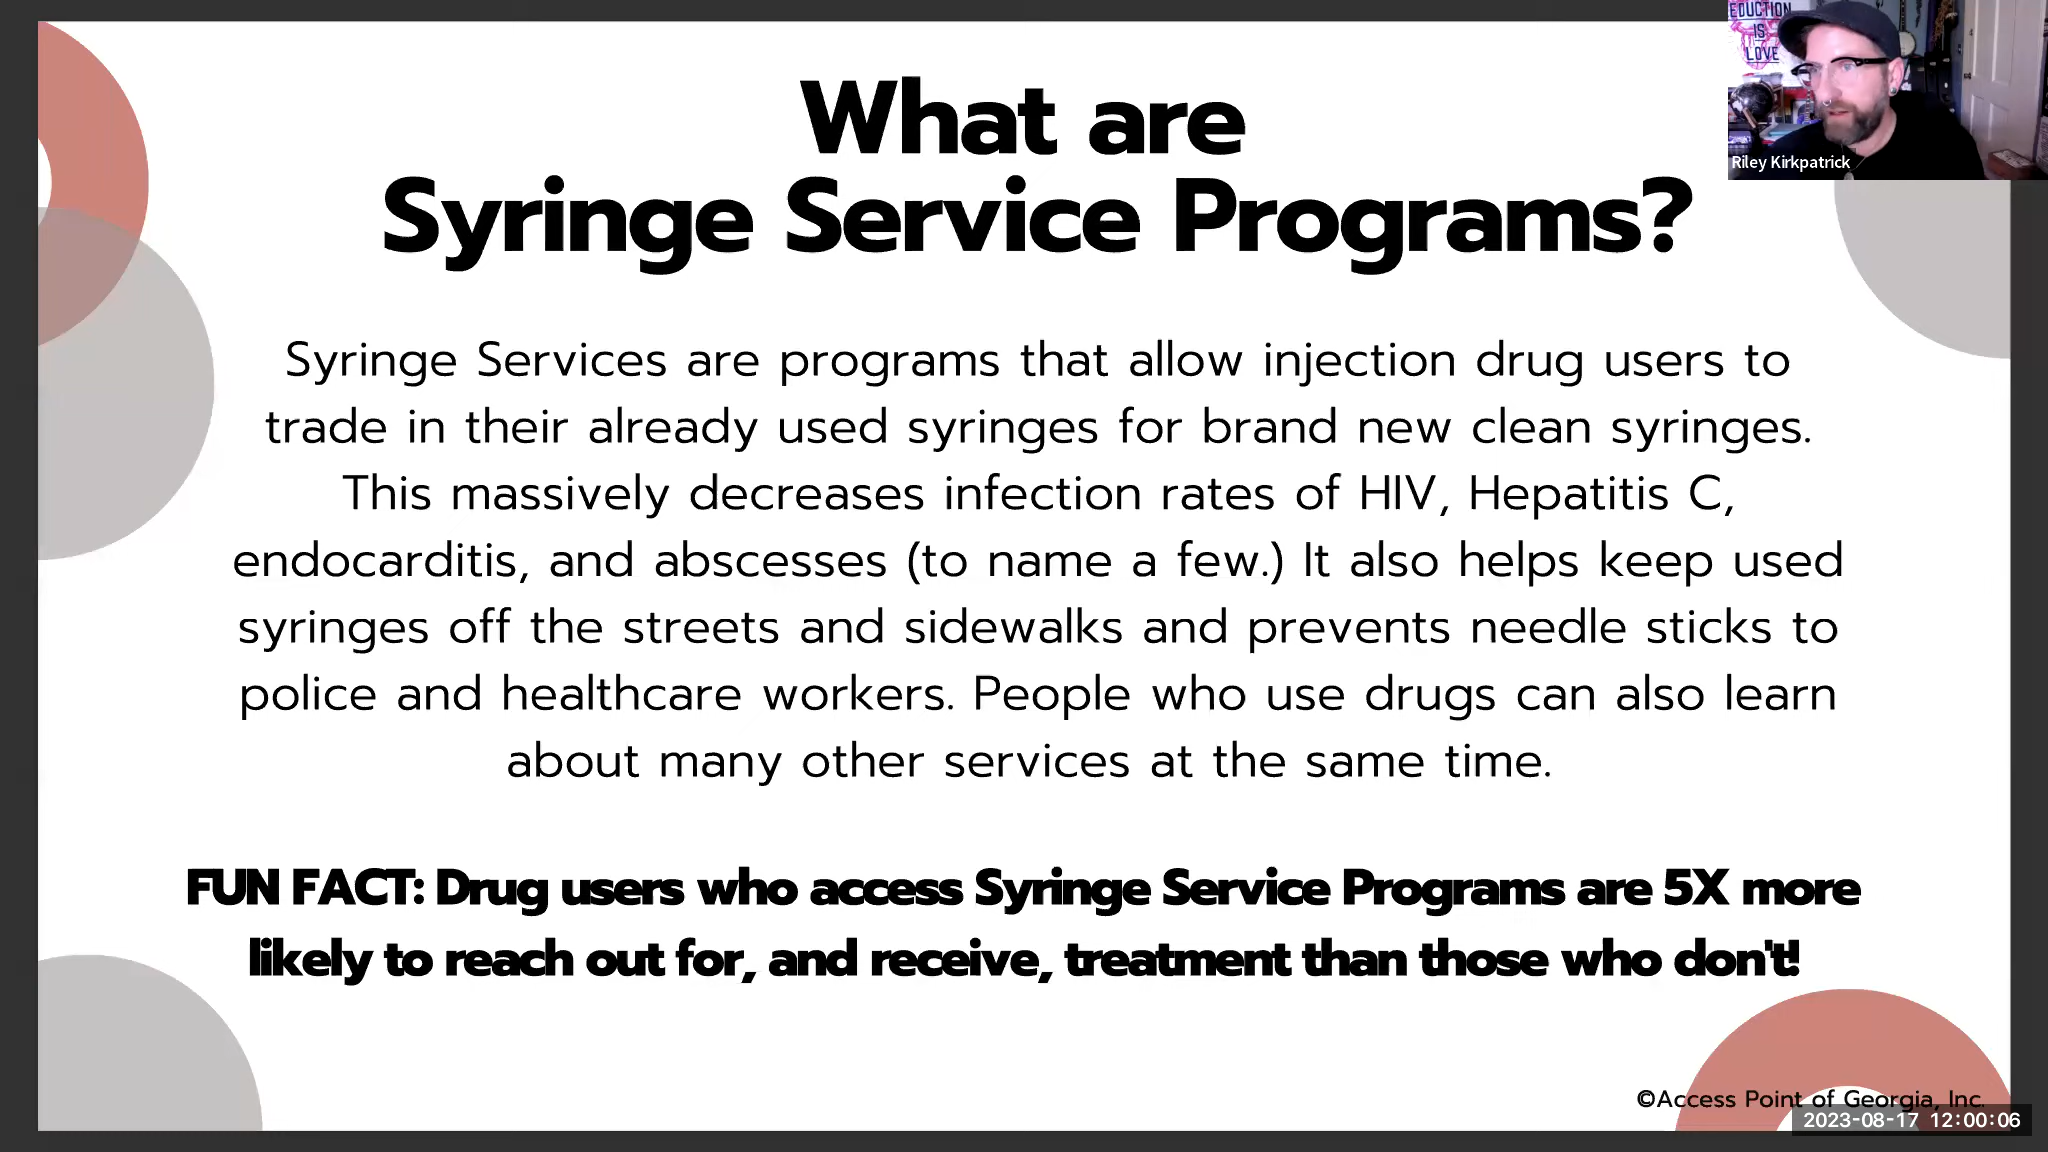 What are
Syringe Service Programs?
Syringe Services are programs that allow injection drug users to
trade in their already used syringes for brand new clean syringes.
This massively decreases infection rates of HIV, Hepatitis C,
endocarditis, and abscesses (to name a few.) It also helps keep used
syringes off the streets and sidewalks and prevents needle sticks to
police and healthcare workers. People who use drugs can also learn
about many other services at the same time.
FUN FACT: Drug users who access Syringe Service Programs are 5X more
likely to reach out for, and receive, treatment than those who don't!
©Access Point of Georgia, Inc.
2023-08-17 12:00:06
EDUCTION
IS
LOVE
Riley Kirkpatrick